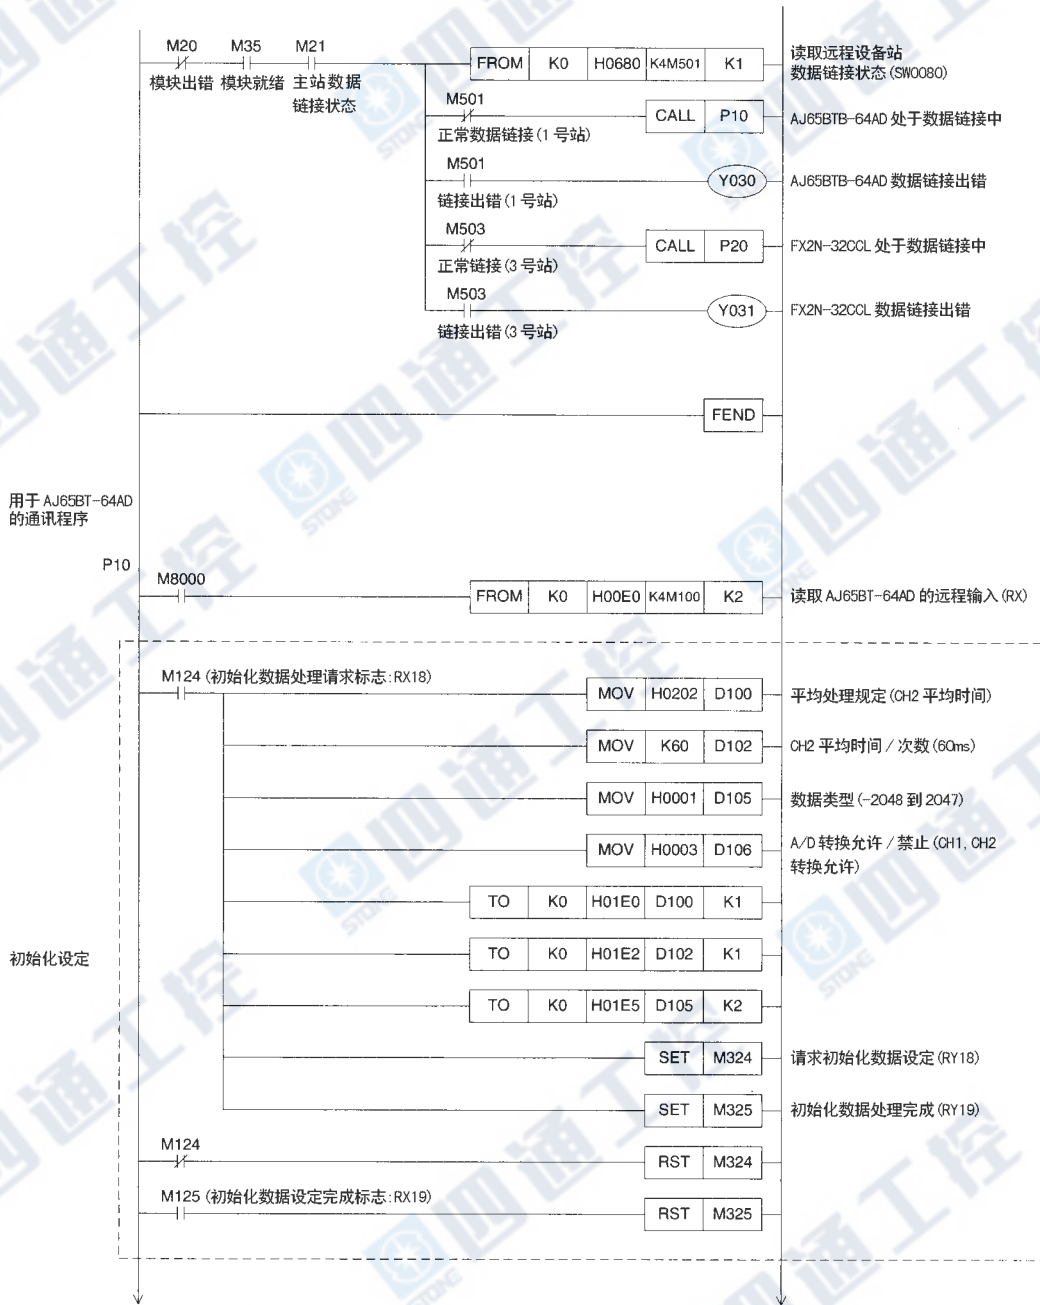 M20 M35 M21
模块出错 模块就绪 主站数据
链接状态
FROM K0 H0680 K4M501 K1
读取远程设备站
数据链接状态(SW0080)
M501
正常数据链接(1号站)
CALL P10
AJ65BTB-64AD 处于数据链接中
M501
链接出错(1号站)
Y030
AJ65BTB-64AD 数据链接出错
M503
正常链接(3号站)
CALL P20
FX2N-32CCL 处于数据链接中
M503
链接出错(3号站)
Y031
FX2N-32CCL 数据链接出错
FEND
用于 AJ65BT-64AD
的通讯程序
P10
M8000
FROM K0 H00E0 K4M100 K2
读取 AJ65BT-64AD 的远程输入(RX)
M124 (初始化数据处理请求标志:RX18)
MOV H0202 D100
平均处理规定(CH2 平均时间)
MOV K60 D102
CH2 平均时间/次数(60ms)
MOV H0001 D105
数据类型(-2048 到 2047)
MOV H0003 D106
A/D 转换允许/禁止(CH1, CH2
转换允许)
TO K0 H01E0 D100 K1
初始化设定
TO K0 H01E2 D102 K1
TO K0 H01E5 D105 K2
SET M324
请求初始化数据设定(RY18)
SET M325
初始化数据处理完成(RY19)
M124
RST M324
M125 (初始化数据设定完成标志:RX19)
RST M325
四通工控
STONE